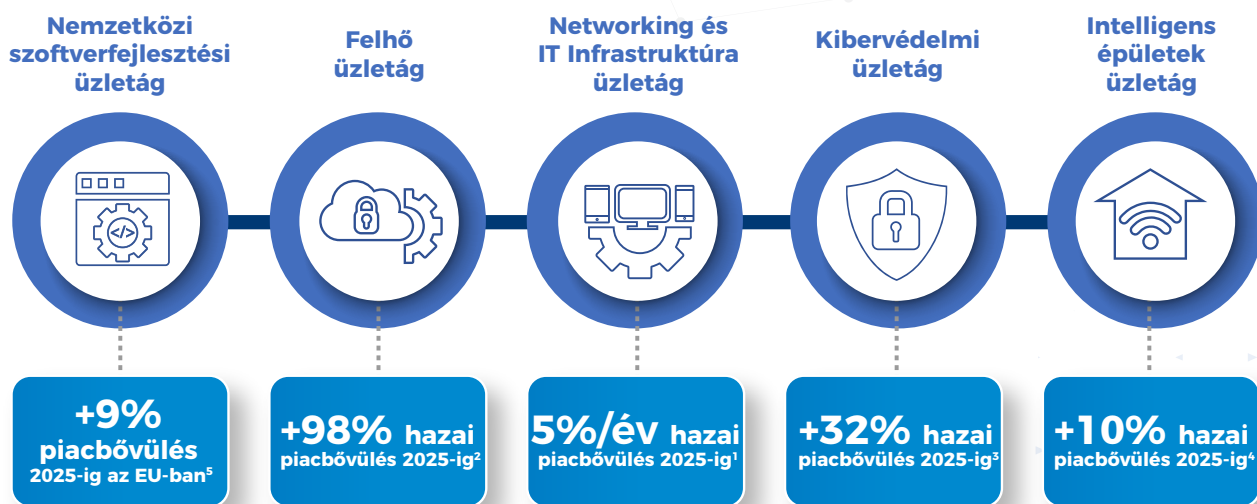 Nemzetközi
szoftverfejlesztési
üzletág
Felhő
üzletág
Networking és
IT Infrastruktúra
üzletág
Kibervédelmi
üzletág
Intelligens
épületek
üzletág
</>
+9%
piacbővülés
2025-ig az EU-ban⁵
+98% hazai
piacbővülés 2025-ig²
5%/év hazai
piacbővülés 2025-ig¹
+32% hazai
piacbővülés 2025-ig³
+10% hazai
piacbővülés 2025-ig⁴